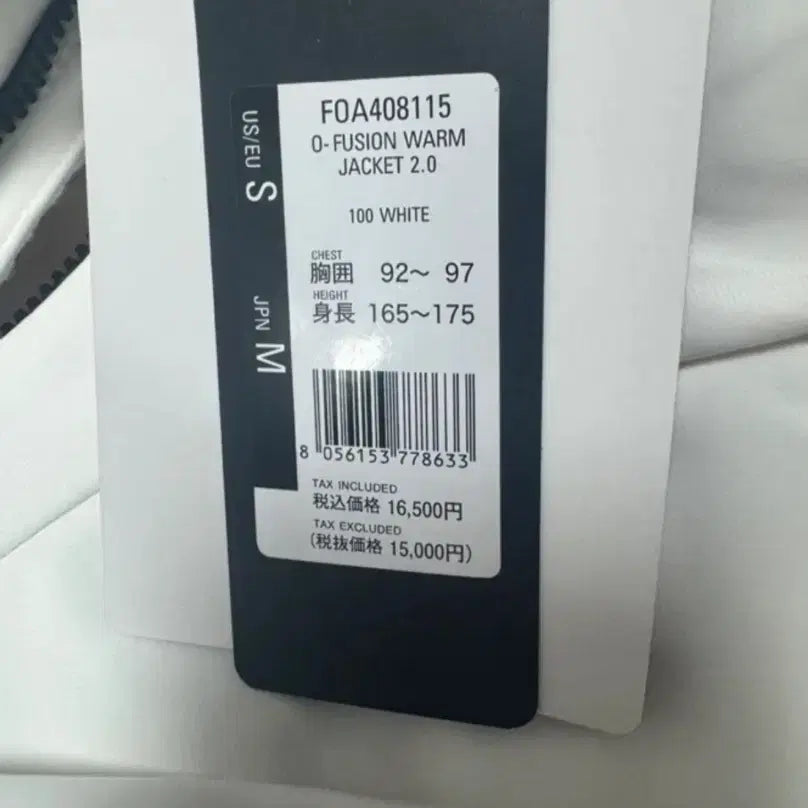 US/EU S
JPN M
FOA408115
O-FUSION WARM
JACKET 2.0
100 WHITE
CHEST
胸囲 92〜 97
HEIGHT
身長 165〜175
8 056153 778633
TAX INCLUDED
税込価格 16,500円
TAX EXCLUDED
(税抜価格 15,000円)